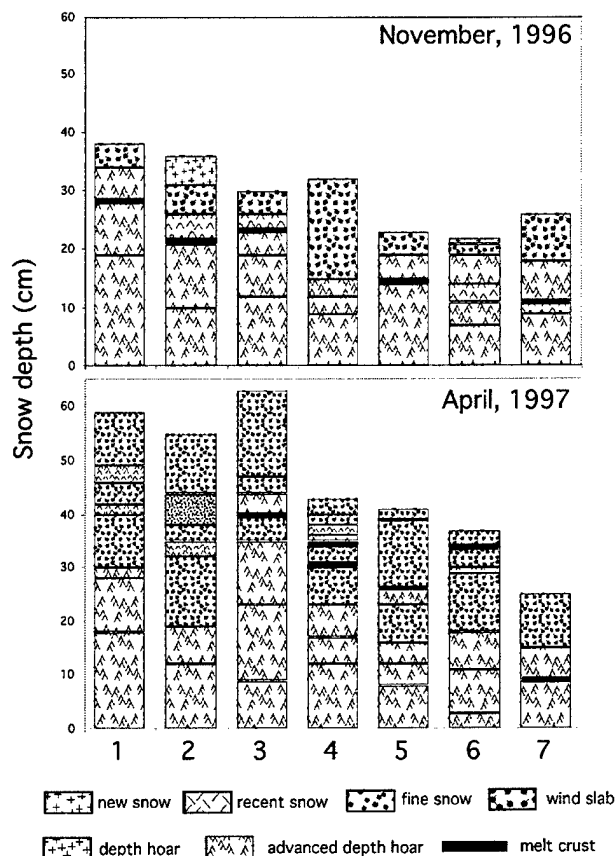 60
November, 1996
50
40
30
20
10
0
Snow depth (cm)
April, 1997
60
50
40
30
20
10
0
1 2 3 4 5 6 7
new snow recent snow fine snow wind slab
depth hoar advanced depth hoar melt crust